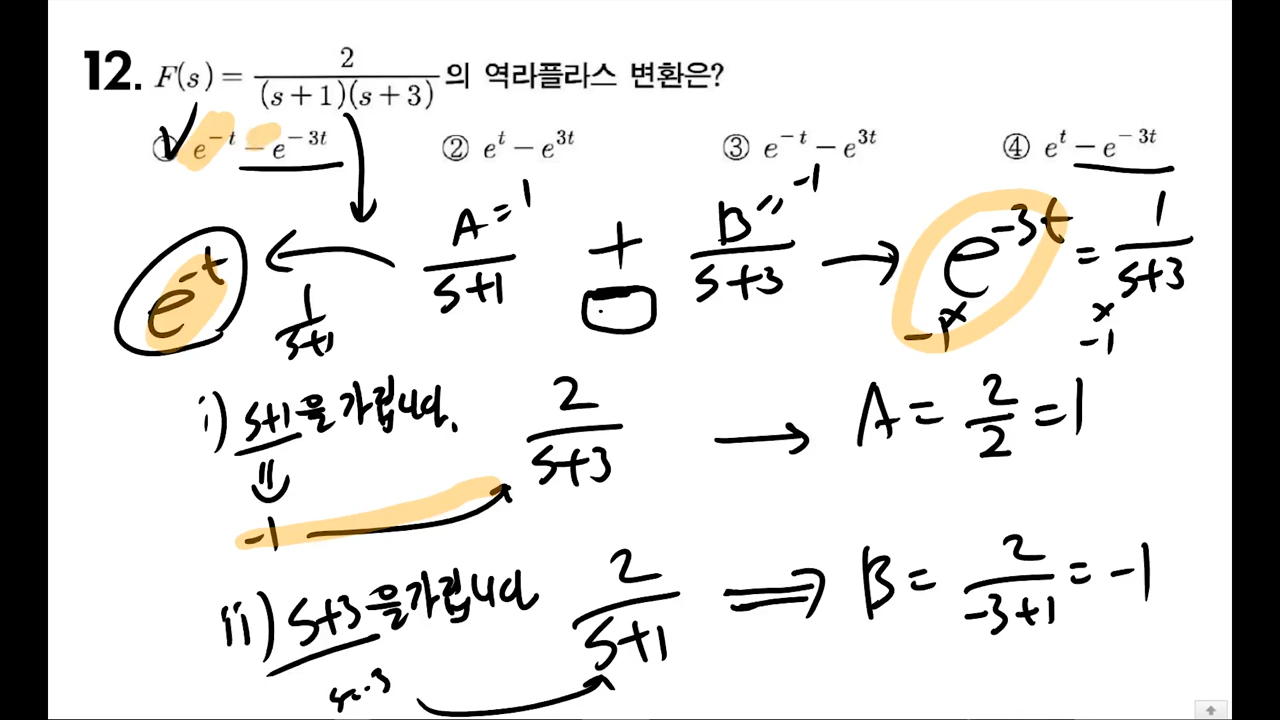 12. F(s) = 2/((s+1)(s+3)) 의 역라플라스 변환은?
① e^{-t} - e^{-3t} ② e^{t} - e^{3t} ③ e^{-t} - e^{3t} ④ e^{t} - e^{-3t}
e^{-t} ← A=1/(s+1) + B"-1/(s+3) → e^{-3t} = 1/(s+3)
1/(s+1) -1× ×-1
i) s+1을 가립니다. 2/(s+3) → A = 2/2 = 1
-1
ii) s+3을 가립니다 2/(s+1) ⇒ B = 2/(-3+1) = -1